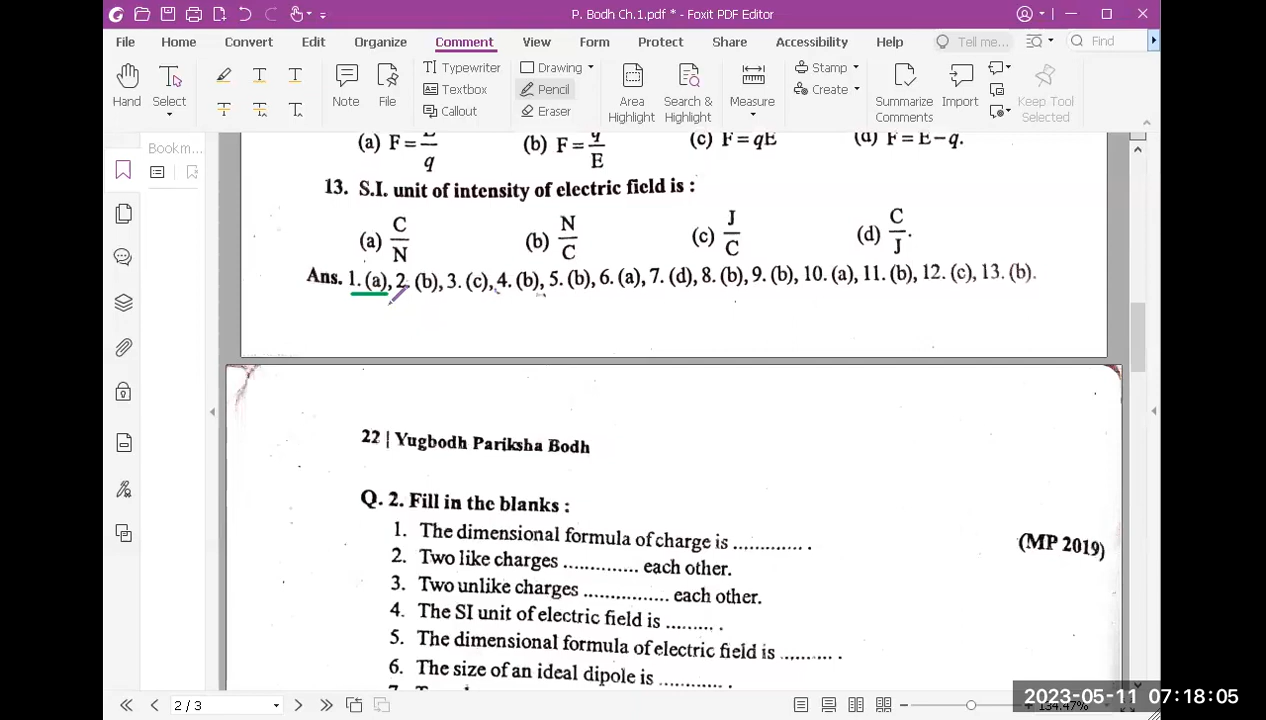 P. Bodh Ch.1.pdf * - Foxit PDF Editor
File Home Convert Edit Organize Comment View Form Protect Share Accessibility Help Tell me... Find
Hand Select Note File Typewriter Textbox Callout Drawing Pencil Eraser Area Highlight Search & Highlight Measure Stamp Create Summarize Comments Import Keep Tool Selected
Bookm...
(a) F = E/q (b) F = q/E (c) F = qE (d) F = E − q.
13. S.I. unit of intensity of electric field is :
(a) C/N (b) N/C (c) J/C (d) C/J.
Ans. 1. (a), 2. (b), 3. (c), 4. (b), 5. (b), 6. (a), 7. (d), 8. (b), 9. (b), 10. (a), 11. (b), 12. (c), 13. (b).
22 | Yugbodh Pariksha Bodh
Q. 2. Fill in the blanks :
1. The dimensional formula of charge is ............. . (MP 2019)
2. Two like charges .............. each other.
3. Two unlike charges ................ each other.
4. The SI unit of electric field is ......... .
5. The dimensional formula of electric field is .......... .
6. The size of an ideal dipole is ............ .
2 / 3
2023-05-11 07:18:05